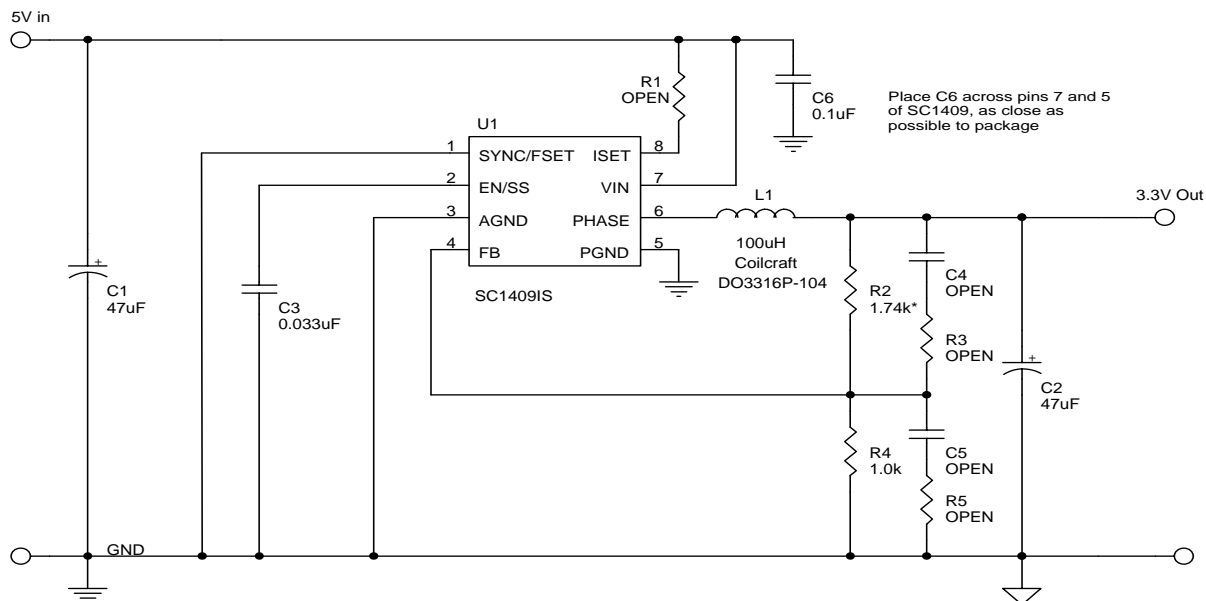 5V in
R1
OPEN
C6
0.1uF
Place C6 across pins 7 and 5
of SC1409, as close as
possible to package
U1
1 SYNC/FSET ISET 8
2 EN/SS VIN 7
3 AGND PHASE 6
4 FB PGND 5
SC1409IS
L1
100uH
Coilcraft
DO3316P-104
3.3V Out
+
C1
47uF
C3
0.033uF
R2
1.74k*
C4
OPEN
R3
OPEN
+
C2
47uF
R4
1.0k
C5
OPEN
R5
OPEN
GND